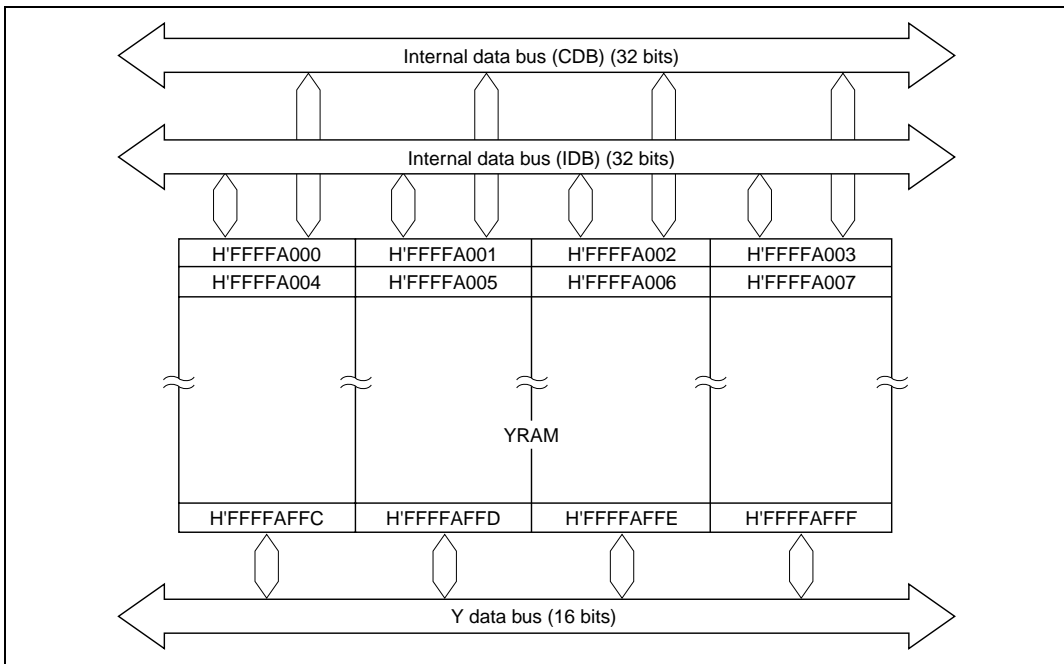 Internal data bus (CDB) (32 bits)
Internal data bus (IDB) (32 bits)
H'FFFFA000 H'FFFFA001 H'FFFFA002 H'FFFFA003
H'FFFFA004 H'FFFFA005 H'FFFFA006 H'FFFFA007
YRAM
H'FFFFAFFC H'FFFFAFFD H'FFFFAFFE H'FFFFAFFF
Y data bus (16 bits)